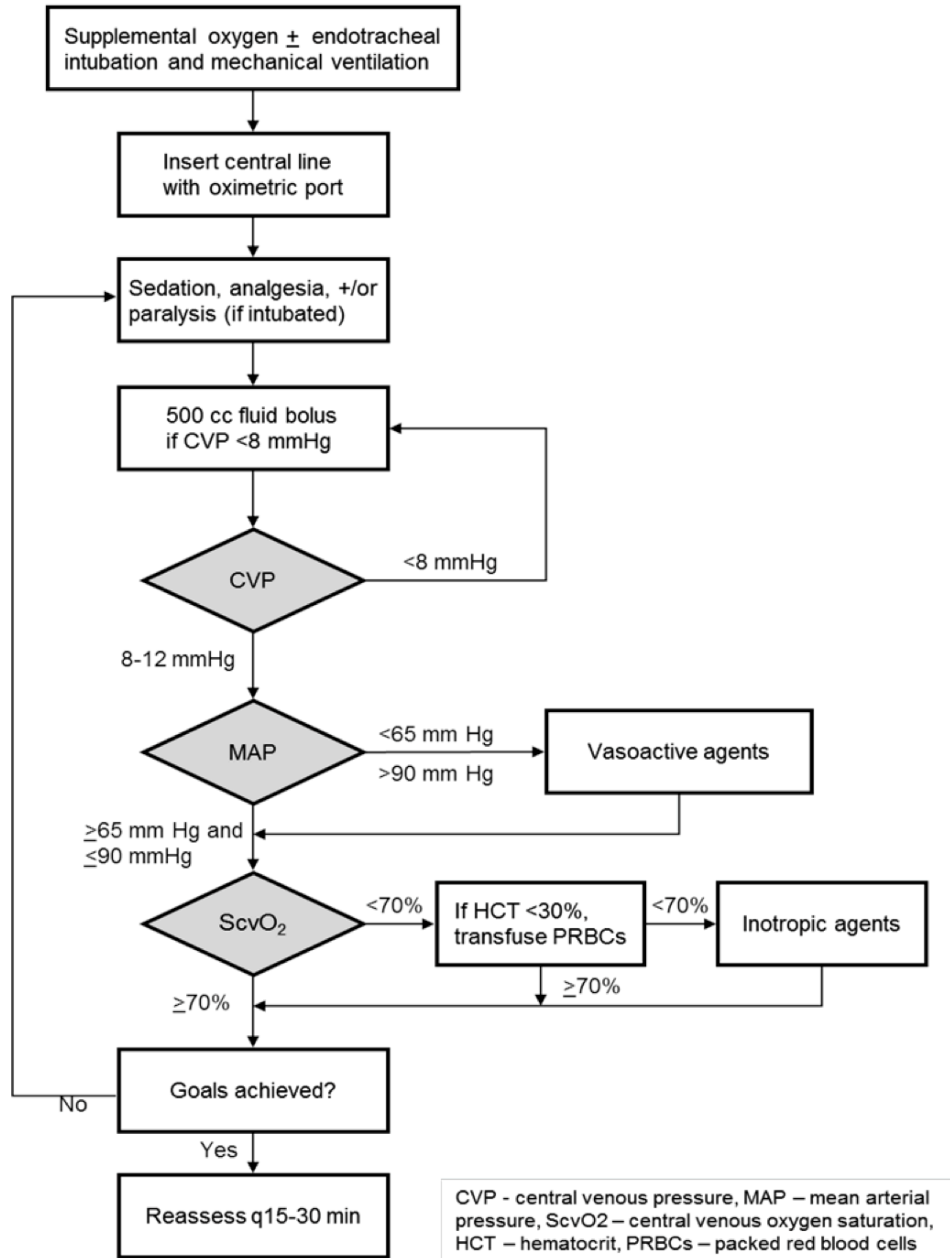 Supplemental oxygen ± endotracheal
intubation and mechanical ventilation
Insert central line
with oximetric port
Sedation, analgesia, +/or
paralysis (if intubated)
500 cc fluid bolus
if CVP <8 mmHg
CVP
<8 mmHg
8-12 mmHg
MAP
<65 mm Hg
>90 mm Hg
Vasoactive agents
≥65 mm Hg and
≤90 mmHg
ScvO₂
<70%
If HCT <30%,
transfuse PRBCs
<70%
Inotropic agents
≥70%
≥70%
Goals achieved?
No
Yes
Reassess q15-30 min
CVP - central venous pressure, MAP – mean arterial
pressure, ScvO2 – central venous oxygen saturation,
HCT – hematocrit, PRBCs – packed red blood cells